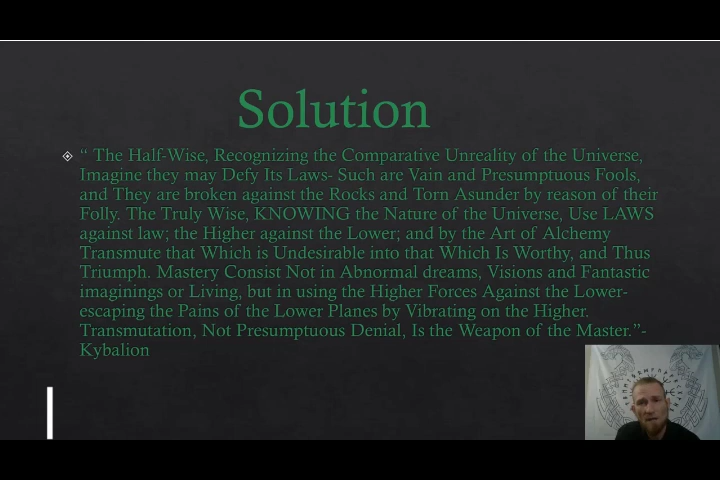 Solution
“ The Half-Wise, Recognizing the Comparative Unreality of the Universe,
Imagine they may Defy Its Laws- Such are Vain and Presumptuous Fools,
and They are broken against the Rocks and Torn Asunder by reason of their
Folly. The Truly Wise, KNOWING the Nature of the Universe, Use LAWS
against law; the Higher against the Lower; and by the Art of Alchemy
Transmute that Which is Undesirable into that Which Is Worthy, and Thus
Triumph. Mastery Consist Not in Abnormal dreams, Visions and Fantastic
imaginings or Living, but in using the Higher Forces Against the Lower-
escaping the Pains of the Lower Planes by Vibrating on the Higher.
Transmutation, Not Presumptuous Denial, Is the Weapon of the Master.”-
Kybalion